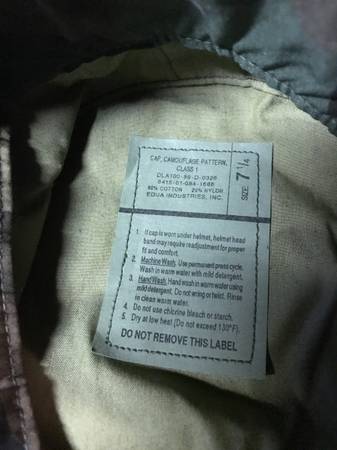 CAP, CAMOUFLAGE PATTERN,
CLASS 1
DLA100-89-D-0326
8415-01-084-1688
80% COTTON 20% NYLON
EQUA INDUSTRIES, INC.
SIZE: 7 1/4
1. If cap is worn under helmet, helmet head
band may require readjustment for proper
fit and comfort.
2. Machine Wash: Use permanent press cycle.
Wash in warm water with mild detergent.
3. Hand Wash: Hand wash in warm water using
mild detergent. Do not wring or twist. Rinse
in clean warm water.
4. Do not use chlorine bleach or starch.
5. Dry at low heat (Do not exceed 130°F).
DO NOT REMOVE THIS LABEL